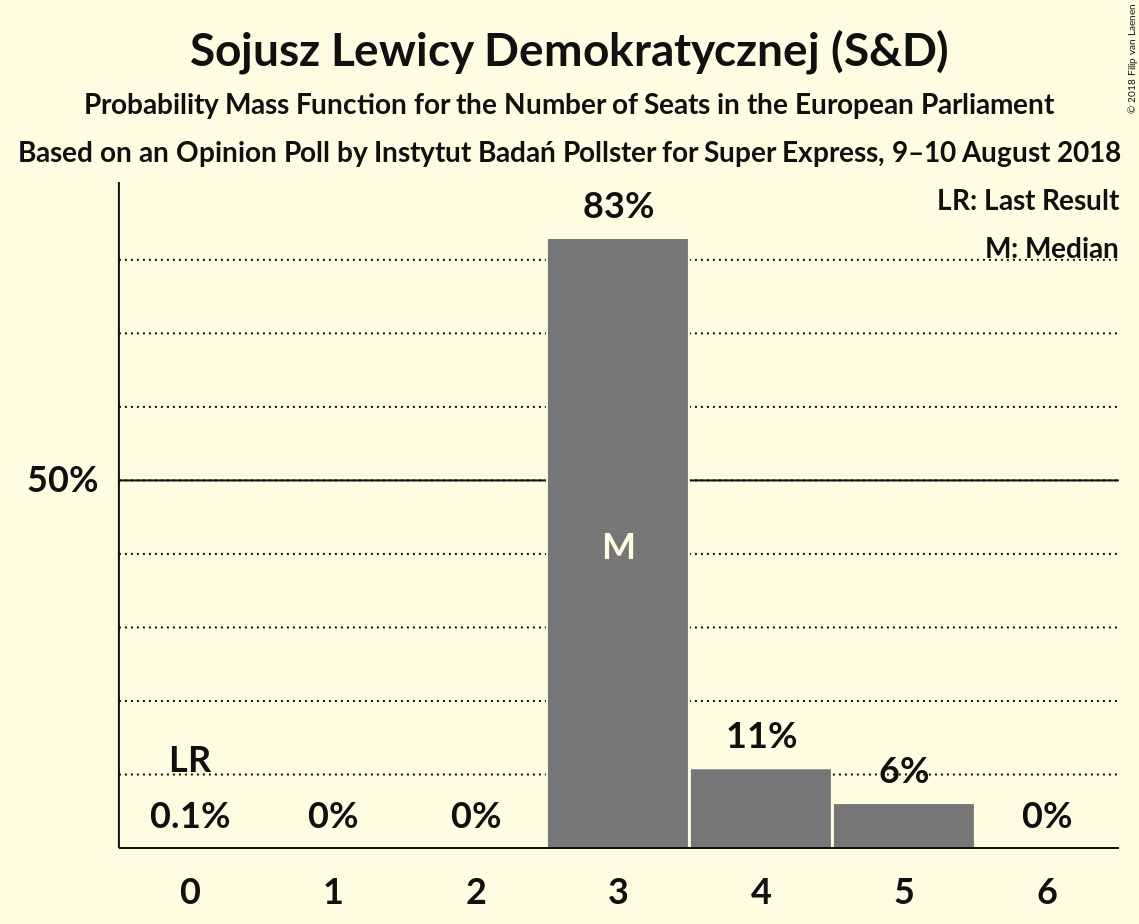 Sojusz Lewicy Demokratycznej (S&D)
Probability Mass Function for the Number of Seats in the European Parliament
Based on an Opinion Poll by Instytut Badań Pollster for Super Express, 9–10 August 2018
© 2018 Filip van Laenen
LR: Last Result
M: Median
83%
50%
M
11%
LR
6%
0.1%
0%
0%
0%
0
1
2
3
4
5
6